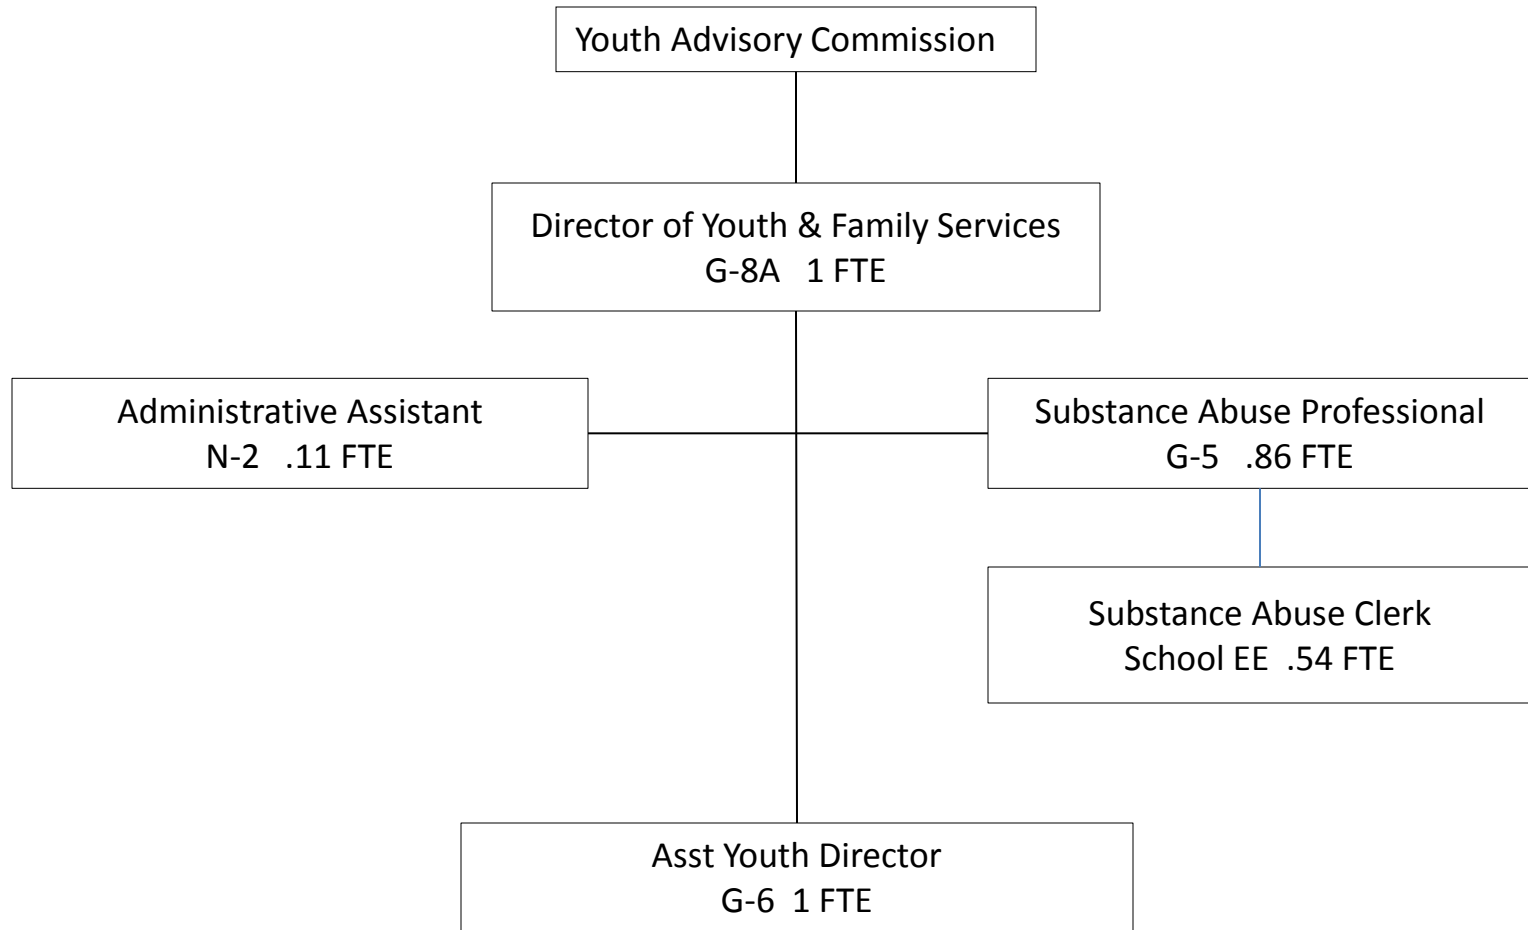 Youth Advisory Commission
Director of Youth & Family Services
G-8A   1 FTE
Administrative Assistant
N-2   .11 FTE
Substance Abuse Professional
G-5   .86 FTE
Substance Abuse Clerk
School EE  .54 FTE
Asst Youth Director
G-6  1 FTE